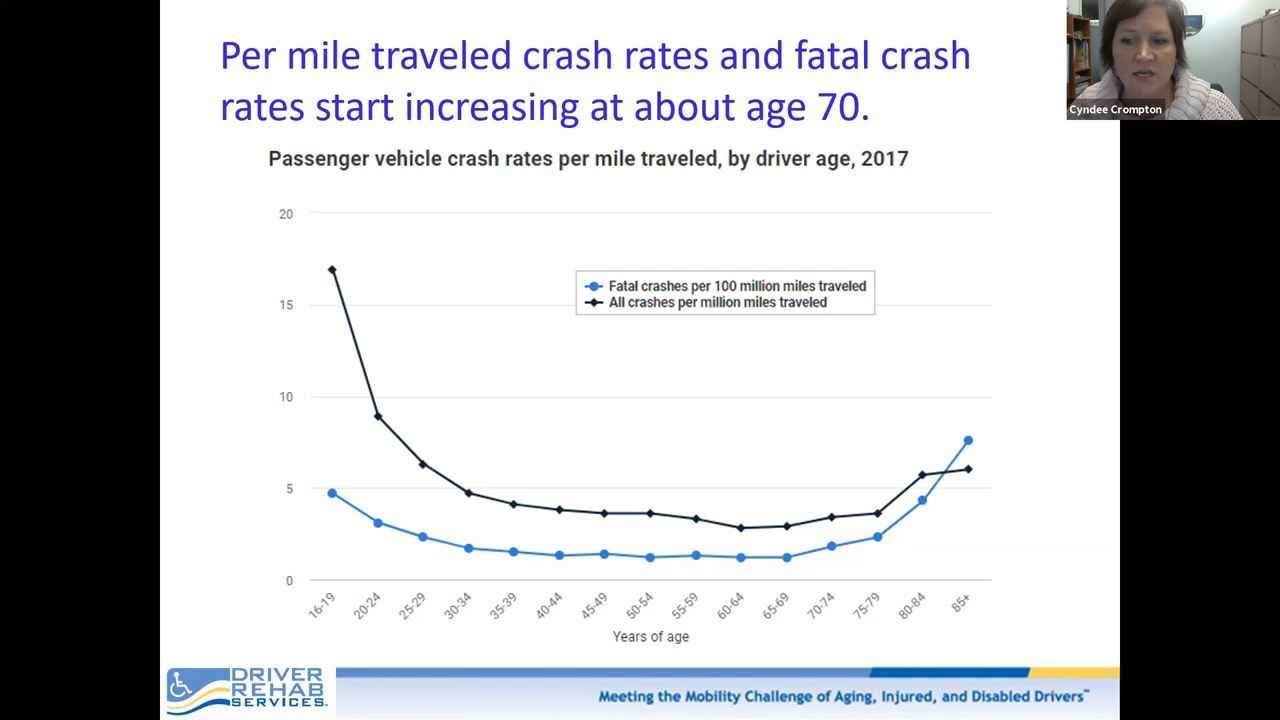 Per mile traveled crash rates and fatal crash
rates start increasing at about age 70.
Cyndee Crompton
Passenger vehicle crash rates per mile traveled, by driver age, 2017
20
15
10
5
0
Fatal crashes per 100 million miles traveled
All crashes per million miles traveled
16-19
20-24
25-29
30-34
35-39
40-44
45-49
50-54
55-59
60-64
65-69
70-74
75-79
80-84
85+
Years of age
DRIVER
REHAB
SERVICES
Meeting the Mobility Challenge of Aging, Injured, and Disabled Drivers™